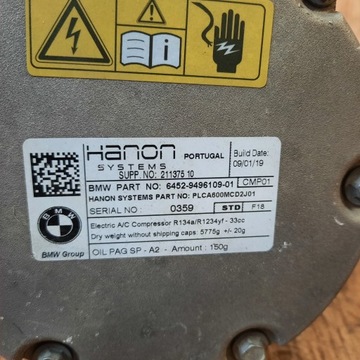 Hanon
SYSTEMS
PORTUGAL
Build Date:
09/01/19
SUPP. NO: 211375 10
BMW PART NO: 6452-9496109-01 CMP01
HANON SYSTEMS PART NO: PLCA500MCD2J01
SERIAL NO : 0359 STD F18
Electric A/C Compressor R134a/R1234yf - 33cc
Dry weight without shipping caps: 5775g +/- 20g
OIL PAG SP - A2 - Amount : 150g
BMW
BMW Group